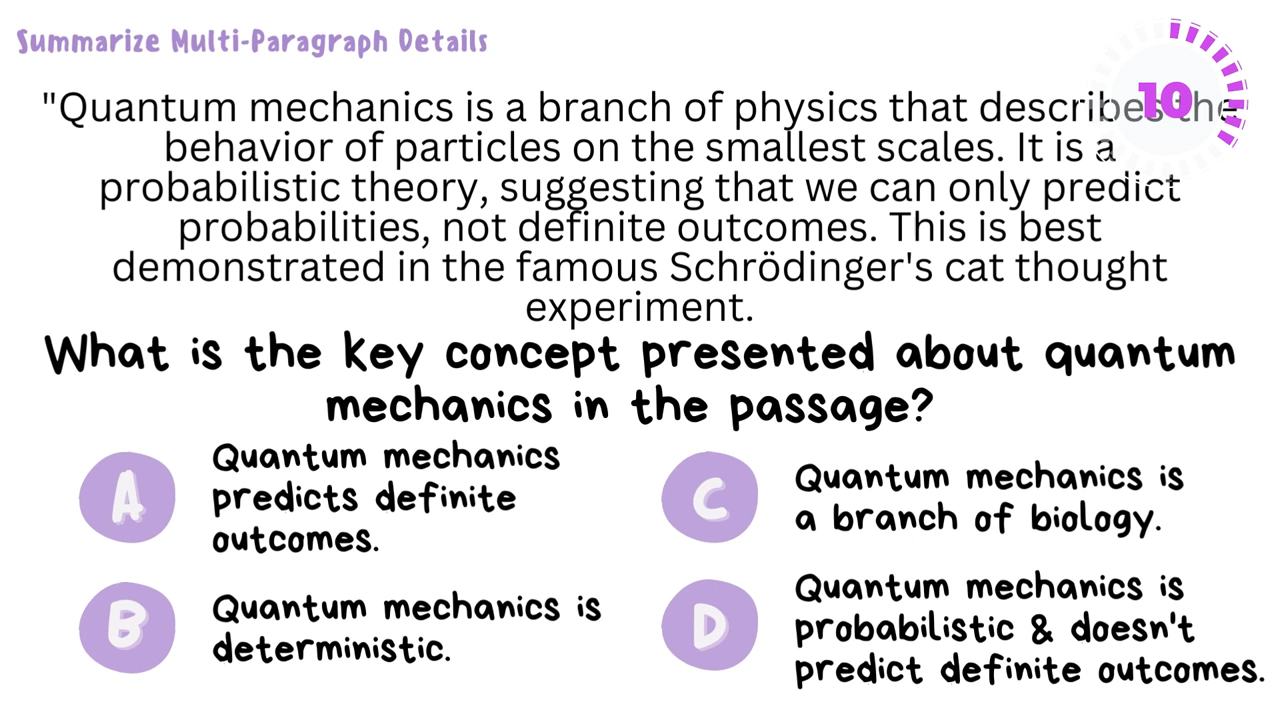 Summarize Multi-Paragraph Details
10
"Quantum mechanics is a branch of physics that describes the
behavior of particles on the smallest scales. It is a
probabilistic theory, suggesting that we can only predict
probabilities, not definite outcomes. This is best
demonstrated in the famous Schrödinger's cat thought
experiment.
What is the key concept presented about quantum
mechanics in the passage?
A
Quantum mechanics
predicts definite
outcomes.
B
Quantum mechanics is
deterministic.
C
Quantum mechanics is
a branch of biology.
D
Quantum mechanics is
probabilistic & doesn't
predict definite outcomes.